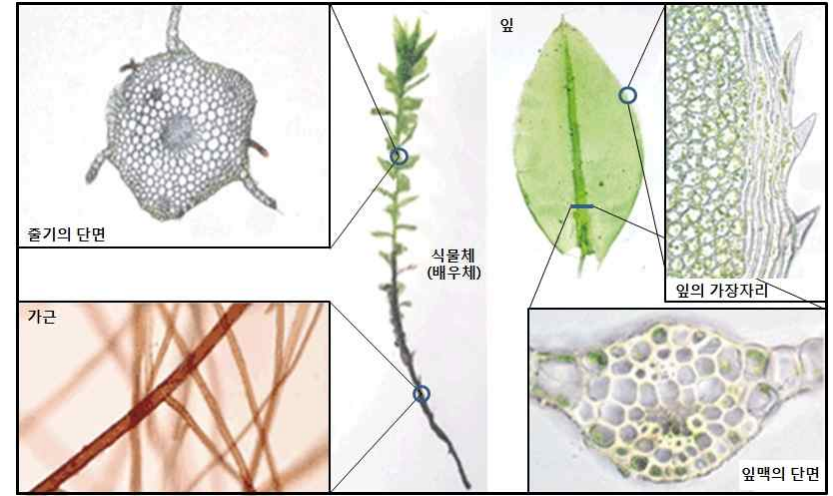 잎
줄기의 단면
식물체
(배우체)
잎의 가장자리
가근
잎맥의 단면